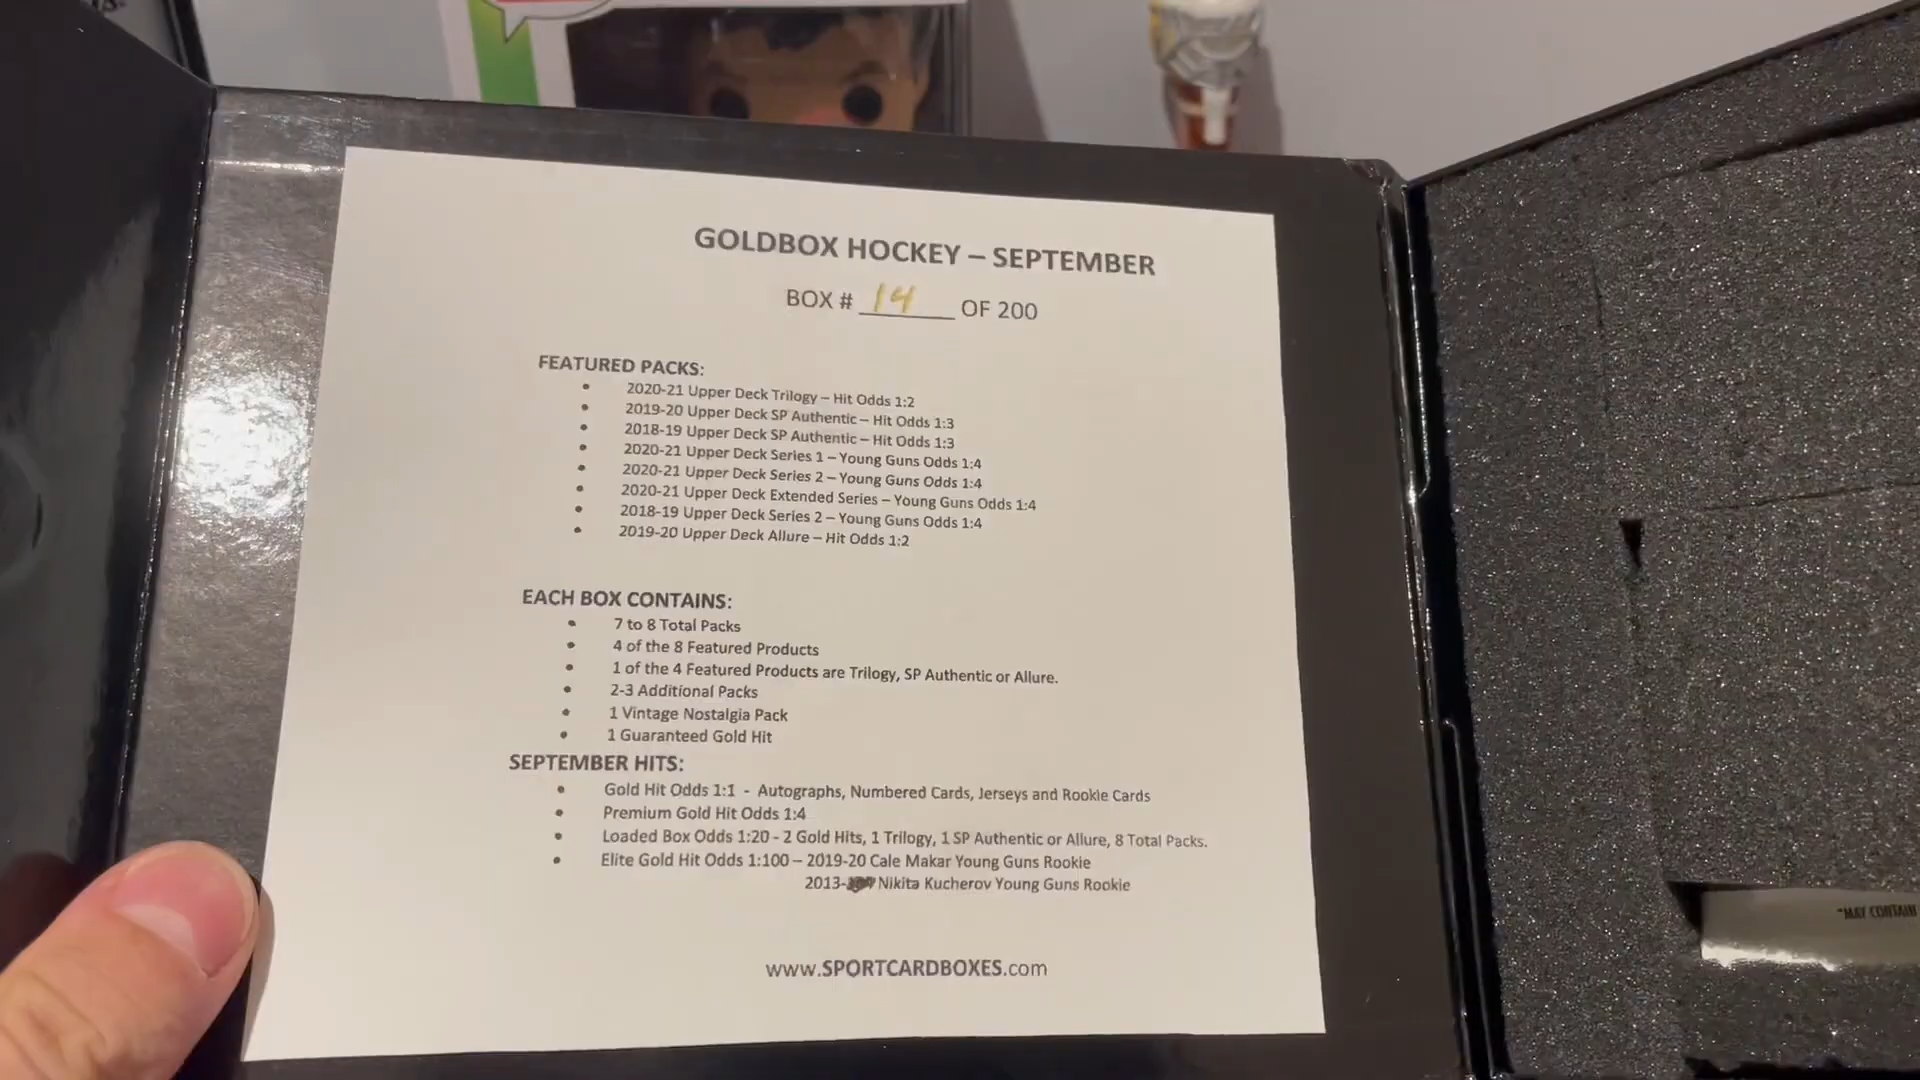 GOLDBOX HOCKEY – SEPTEMBER
BOX # 14 OF 200
FEATURED PACKS:
• 2020-21 Upper Deck Trilogy – Hit Odds 1:2
• 2019-20 Upper Deck SP Authentic – Hit Odds 1:3
• 2018-19 Upper Deck SP Authentic – Hit Odds 1:3
• 2020-21 Upper Deck Series 1 – Young Guns Odds 1:4
• 2020-21 Upper Deck Series 2 – Young Guns Odds 1:4
• 2020-21 Upper Deck Extended Series – Young Guns Odds 1:4
• 2018-19 Upper Deck Series 2 – Young Guns Odds 1:4
• 2019-20 Upper Deck Allure – Hit Odds 1:2
EACH BOX CONTAINS:
• 7 to 8 Total Packs
• 4 of the 8 Featured Products
• 1 of the 4 Featured Products are Trilogy, SP Authentic or Allure.
• 2-3 Additional Packs
• 1 Vintage Nostalgia Pack
• 1 Guaranteed Gold Hit
SEPTEMBER HITS:
• Gold Hit Odds 1:1 - Autographs, Numbered Cards, Jerseys and Rookie Cards
• Premium Gold Hit Odds 1:4
• Loaded Box Odds 1:20 - 2 Gold Hits, 1 Trilogy, 1 SP Authentic or Allure, 8 Total Packs.
• Elite Gold Hit Odds 1:100 – 2019-20 Cale Makar Young Guns Rookie
2013- Nikita Kucherov Young Guns Rookie
www.SPORTCARDBOXES.com
*MAY CONTAIN